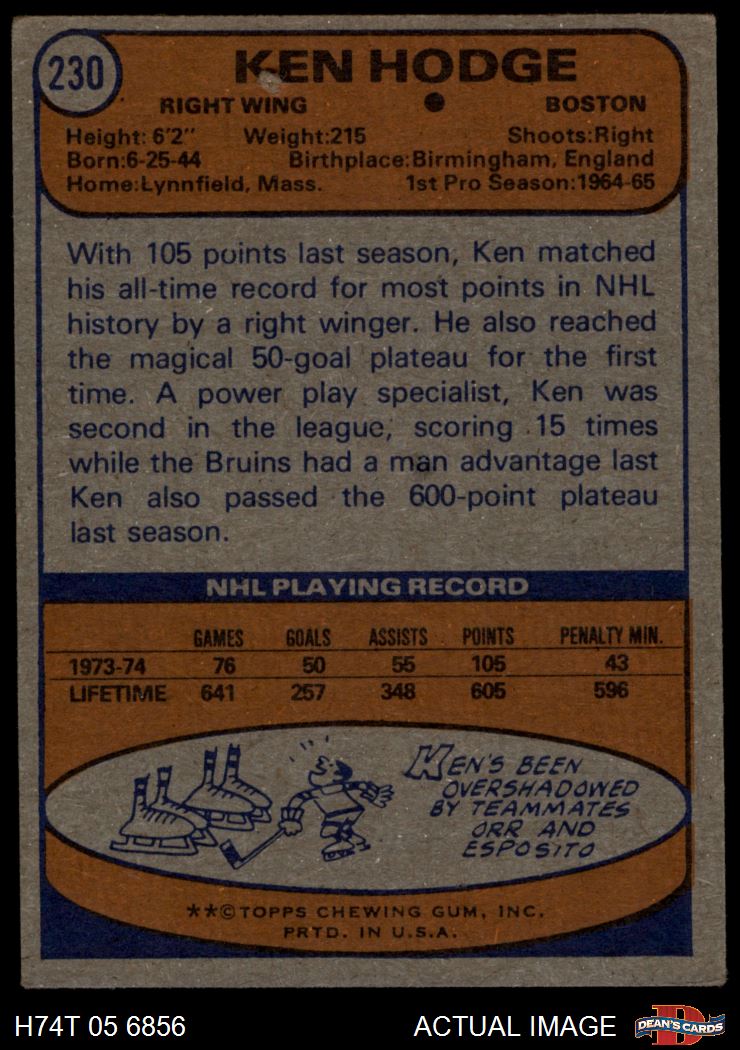 230
KEN HODGE
RIGHT WING BOSTON
Height: 6'2" Weight:215 Shoots:Right
Born:6-25-44 Birthplace:Birmingham, England
Home:Lynnfield, Mass. 1st Pro Season:1964-65
With 105 points last season, Ken matched
his all-time record for most points in NHL
history by a right winger. He also reached
the magical 50-goal plateau for the first
time. A power play specialist, Ken was
second in the league, scoring 15 times
while the Bruins had a man advantage last
Ken also passed the 600-point plateau
last season.
NHL PLAYING RECORD
GAMES GOALS ASSISTS POINTS PENALTY MIN.
1973-74 76 50 55 105 43
LIFETIME 641 257 348 605 596
KEN'S BEEN
OVERSHADOWED
BY TEAMMATES
ORR AND
ESPOSITO
**©TOPPS CHEWING GUM, INC.
PRTD. IN U.S.A.
H74T 05 6856 ACTUAL IMAGE
D
DEAN'S CARDS